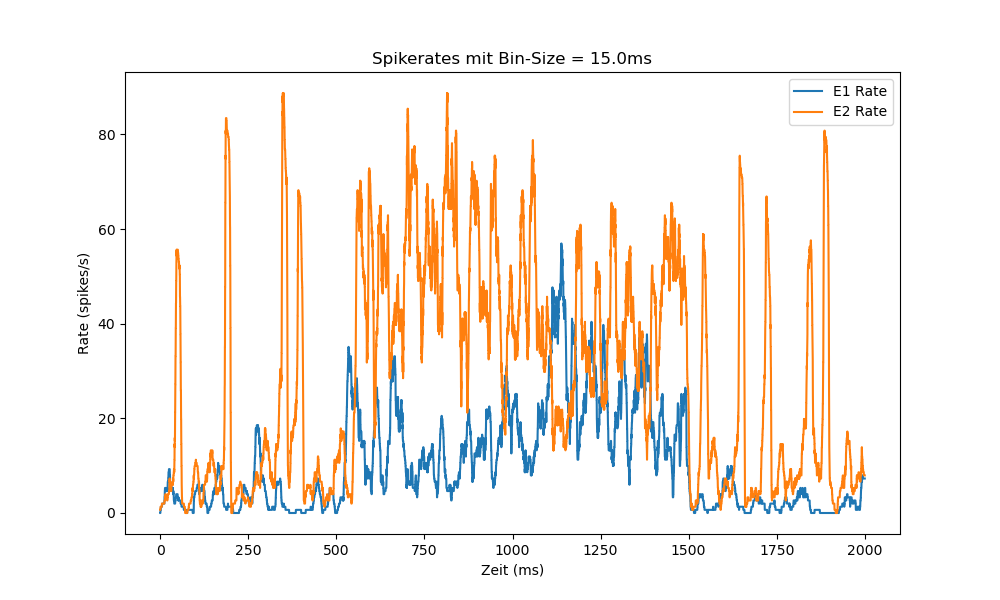 Spikerates mit Bin-Size = 15.0ms
E1 Rate
E2 Rate
Rate (spikes/s)
80
60
40
20
0
0 250 500 750 1000 1250 1500 1750 2000
Zeit (ms)